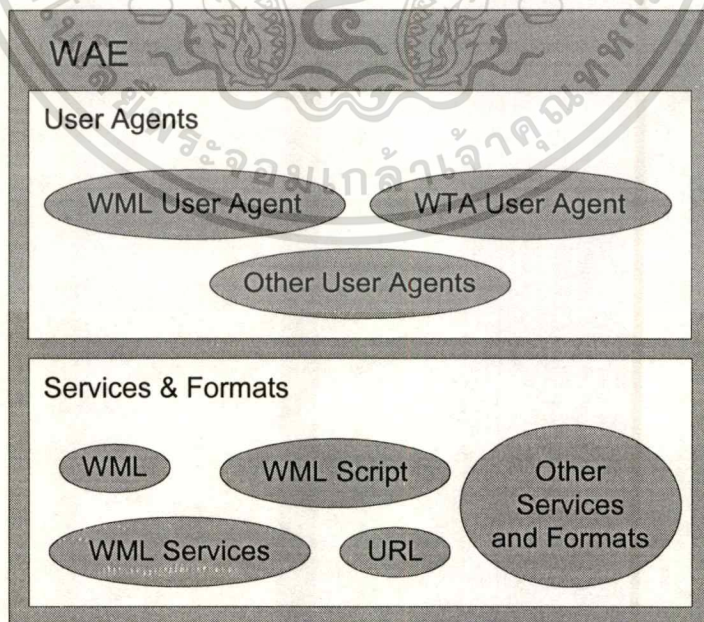 WAE
User Agents
WML User Agent
WTA User Agent
Other User Agents
Services & Formats
WML
WML Script
Other
Services
and Formats
WML Services
URL